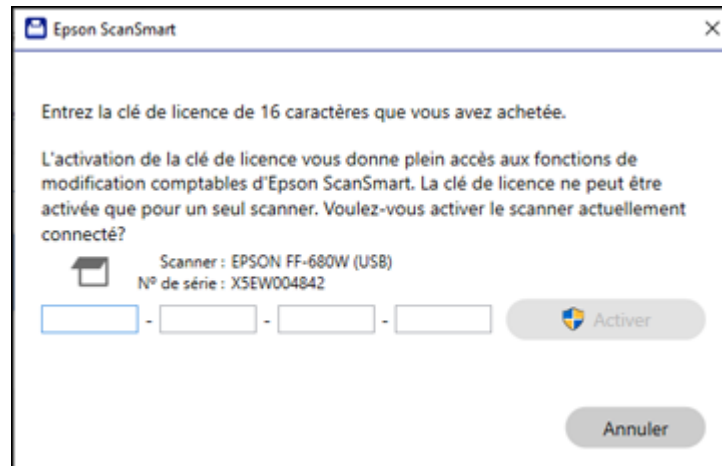 Epson ScanSmart
Entrez la clé de licence de 16 caractères que vous avez achetée.
L'activation de la clé de licence vous donne plein accès aux fonctions de
modification comptables d'Epson ScanSmart. La clé de licence ne peut être
activée que pour un seul scanner. Voulez-vous activer le scanner actuellement
connecté?
Scanner : EPSON FF-680W (USB)
Nº de série : X5EW004842
- - -
Activer
Annuler